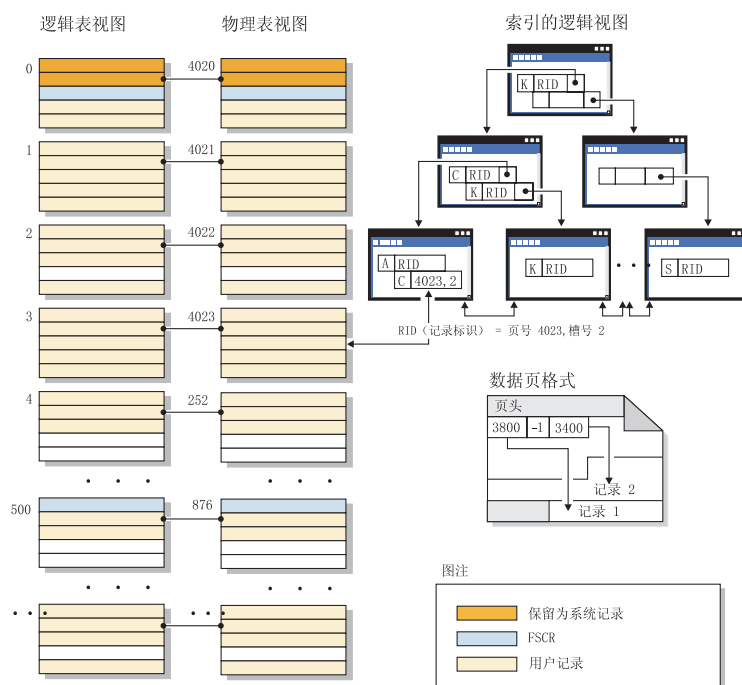 逻辑表视图
物理表视图
索引的逻辑视图
0
4020
1
4021
2
4022
3
4023
4
252
500
876
K RID
C RID
K RID
A RID
C 4023,2
K RID
S RID
RID（记录标识） = 页号 4023,槽号 2
数据页格式
页头
3800 -1 3400
记录 2
记录 1
图注
保留为系统记录
FSCR
用户记录